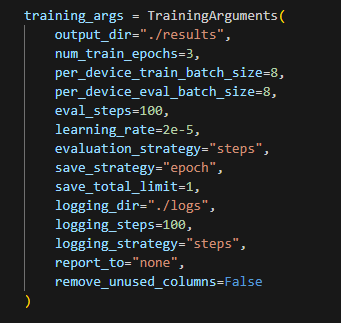 training_args = TrainingArguments(
    output_dir="./results",
    num_train_epochs=3,
    per_device_train_batch_size=8,
    per_device_eval_batch_size=8,
    eval_steps=100,
    learning_rate=2e-5,
    evaluation_strategy="steps",
    save_strategy="epoch",
    save_total_limit=1,
    logging_dir="./logs",
    logging_steps=100,
    logging_strategy="steps",
    report_to="none",
    remove_unused_columns=False
)